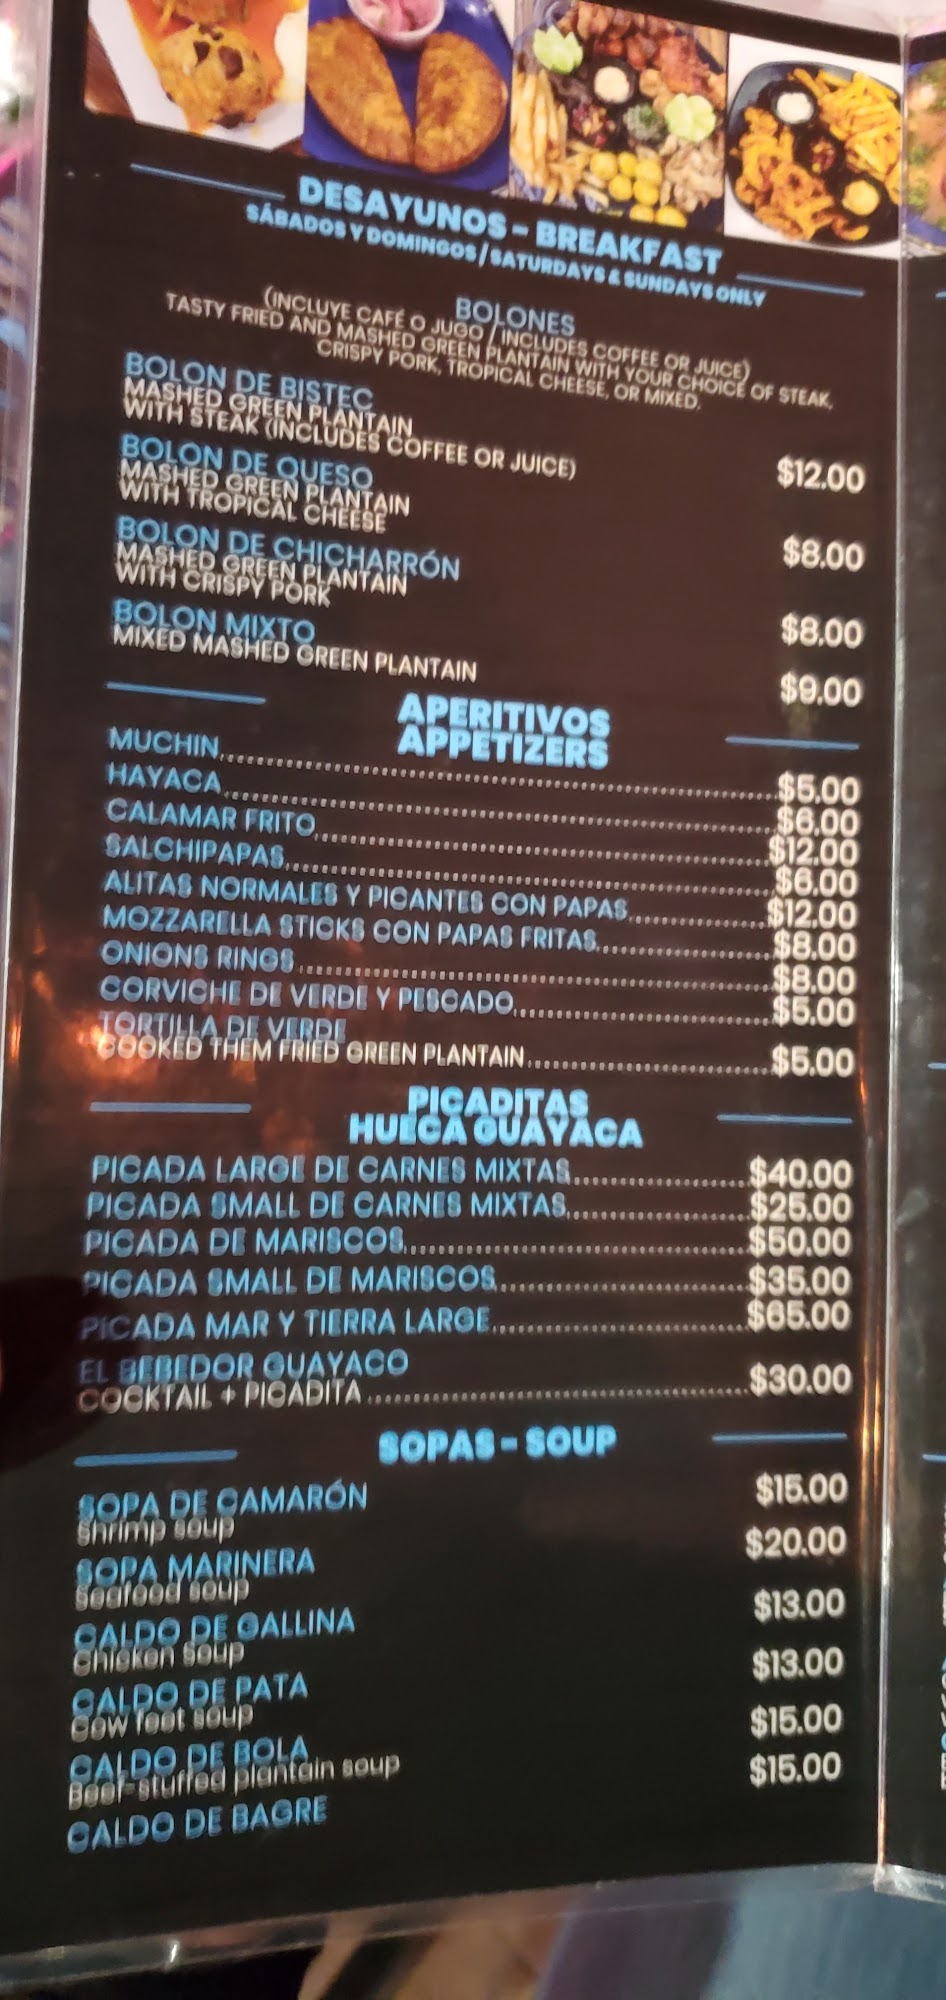 DESAYUNOS - BREAKFAST
SÁBADOS Y DOMINGOS / SATURDAYS & SUNDAYS ONLY
BOLONES
(INCLUYE CAFÉ O JUGO / INCLUDES COFFEE OR JUICE)
TASTY FRIED AND MASHED GREEN PLANTAIN WITH YOUR CHOICE OF STEAK,
CRISPY PORK, TROPICAL CHEESE, OR MIXED.
BOLON DE BISTEC
MASHED GREEN PLANTAIN
WITH STEAK (INCLUDES COFFEE OR JUICE) $12.00
BOLON DE QUESO
MASHED GREEN PLANTAIN
WITH TROPICAL CHEESE $8.00
BOLON DE CHICHARRÓN
MASHED GREEN PLANTAIN
WITH CRISPY PORK $8.00
BOLON MIXTO
MIXED MASHED GREEN PLANTAIN $9.00
APERITIVOS
APPETIZERS
MUCHIN $5.00
HAYACA $6.00
CALAMAR FRITO $12.00
SALCHIPAPAS $6.00
ALITAS NORMALES Y PICANTES CON PAPAS $12.00
MOZZARELLA STICKS CON PAPAS FRITAS $8.00
ONIONS RINGS $8.00
CORVICHE DE VERDE Y PESCADO $5.00
TORTILLA DE VERDE
COOKED THEM FRIED GREEN PLANTAIN $5.00
PICADITAS
HUECA GUAYACA
PICADA LARGE DE CARNES MIXTAS $40.00
PICADA SMALL DE CARNES MIXTAS $25.00
PICADA DE MARISCOS $50.00
PICADA SMALL DE MARISCOS $35.00
PICADA MAR Y TIERRA LARGE $65.00
EL BEBEDOR GUAYACO
COCKTAIL + PICADITA $30.00
SOPAS - SOUP
SOPA DE CAMARÓN $15.00
Shrimp soup
SOPA MARINERA $20.00
Seafood soup
CALDO DE GALLINA $13.00
Chicken Soup
CALDO DE PATA $13.00
Cow feet soup
CALDO DE BOLA $15.00
Beef-stuffed plantain soup
CALDO DE BAGRE $15.00